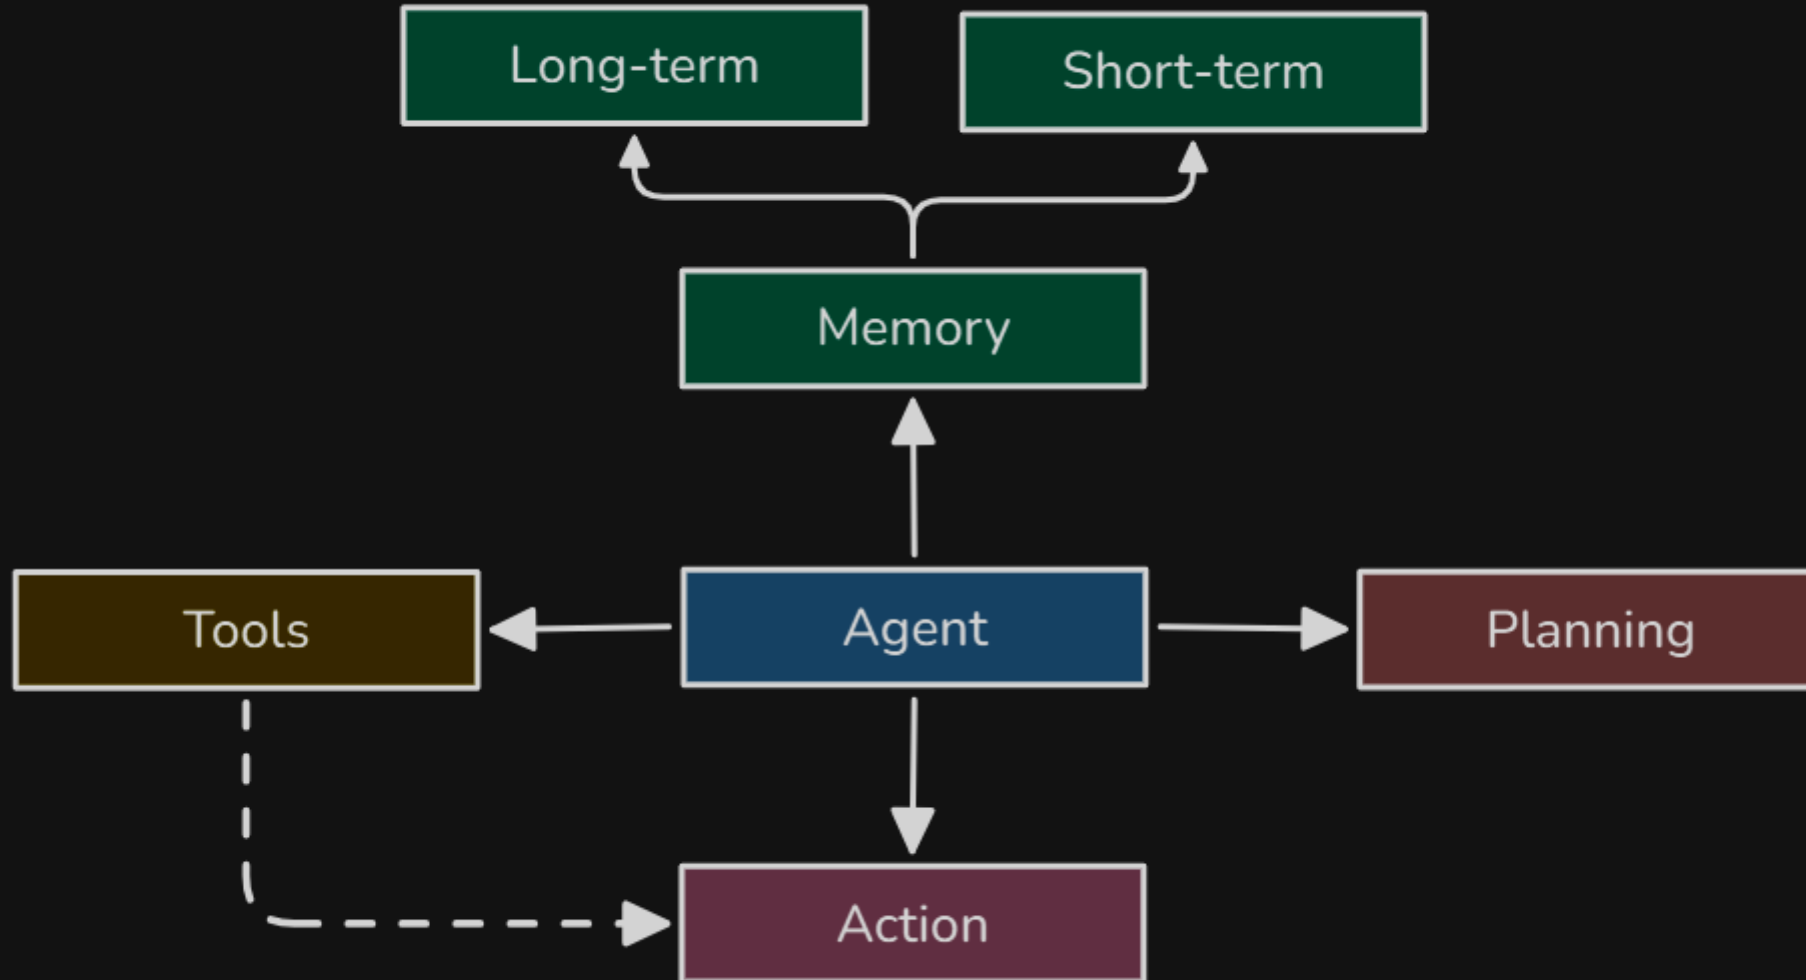 Long-term
Short-term
Memory
Tools
Agent
Planning
Action